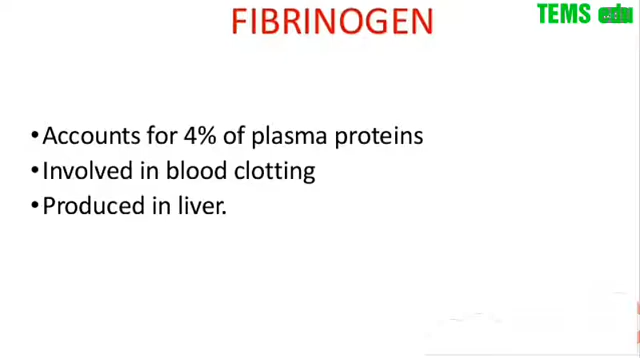 TEMS edu
FIBRINOGEN
•Accounts for 4% of plasma proteins
•Involved in blood clotting
•Produced in liver.